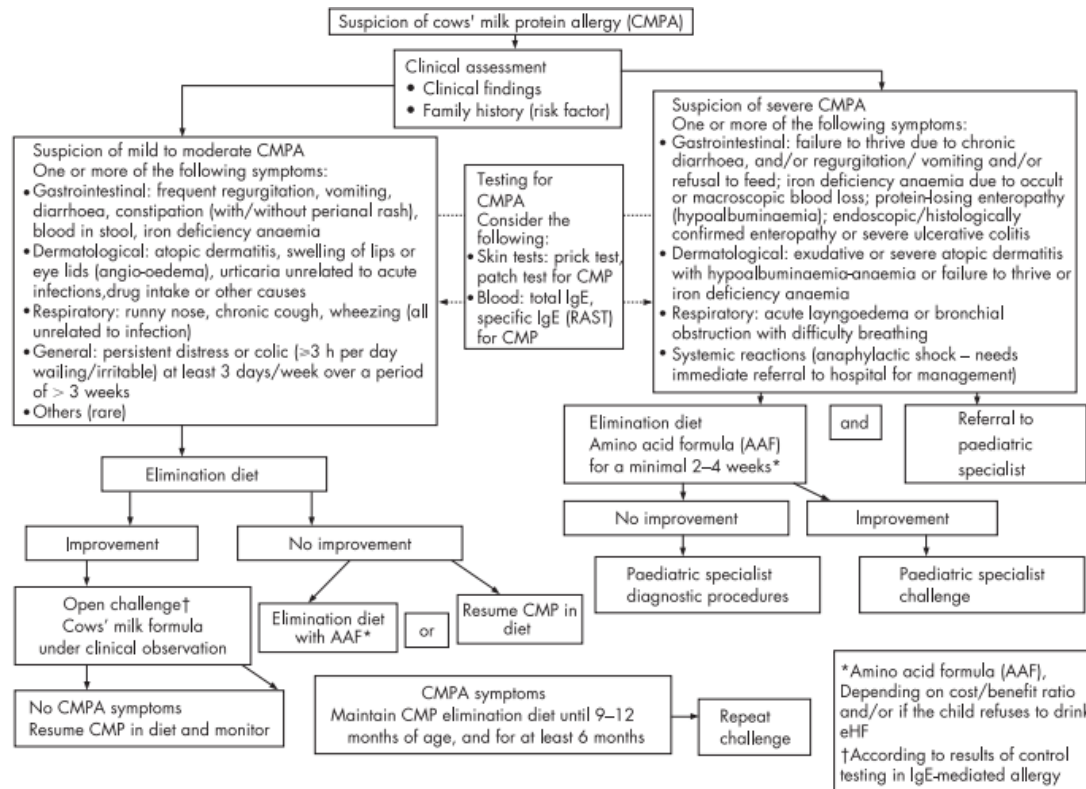 Suspicion of cows' milk protein allergy (CMPA)
Clinical assessment
• Clinical findings
• Family history (risk factor)
Suspicion of mild to moderate CMPA
One or more of the following symptoms:
• Gastrointestinal: frequent regurgitation, vomiting,
diarrhoea, constipation (with/without perianal rash),
blood in stool, iron deficiency anaemia
• Dermatological: atopic dermatitis, swelling of lips or
eye lids (angio-oedema), urticaria unrelated to acute
infections,drug intake or other causes
• Respiratory: runny nose, chronic cough, wheezing (all
unrelated to infection)
• General: persistent distress or colic (⩾3 h per day
wailing/irritable) at least 3 days/week over a period
of > 3 weeks
• Others (rare)
Testing for
CMPA
Consider the
following:
• Skin tests: prick test,
patch test for CMP
• Blood: total IgE,
specific IgE (RAST)
for CMP
Suspicion of severe CMPA
One or more of the following symptoms:
• Gastrointestinal: failure to thrive due to chronic
diarrhoea, and/or regurgitation/ vomiting and/or
refusal to feed; iron deficiency anaemia due to occult
or macroscopic blood loss; protein-losing enteropathy
(hypoalbuminaemia); endoscopic/histologically
confirmed enteropathy or severe ulcerative colitis
• Dermatological: exudative or severe atopic dermatitis
with hypoalbuminaemia-anaemia or failure to thrive or
iron deficiency anaemia
• Respiratory: acute layngoedema or bronchial
obstruction with difficulty breathing
• Systemic reactions (anaphylactic shock – needs
immediate referral to hospital for management)
Elimination diet
Improvement
No improvement
Open challenge†
Cows' milk formula
under clinical observation
Elimination diet
with AAF*
or
Resume CMP in
diet
No CMPA symptoms
Resume CMP in diet and monitor
CMPA symptoms
Maintain CMP elimination diet until 9–12
months of age, and for at least 6 months
Repeat
challenge
Elimination diet
Amino acid formula (AAF)
for a minimal 2–4 weeks*
and
Referral to
paediatric
specialist
No improvement
Improvement
Paediatric specialist
diagnostic procedures
Paediatric specialist
challenge
*Amino acid formula (AAF),
Depending on cost/benefit ratio
and/or if the child refuses to drink
eHF
†According to results of control
testing in IgE-mediated allergy